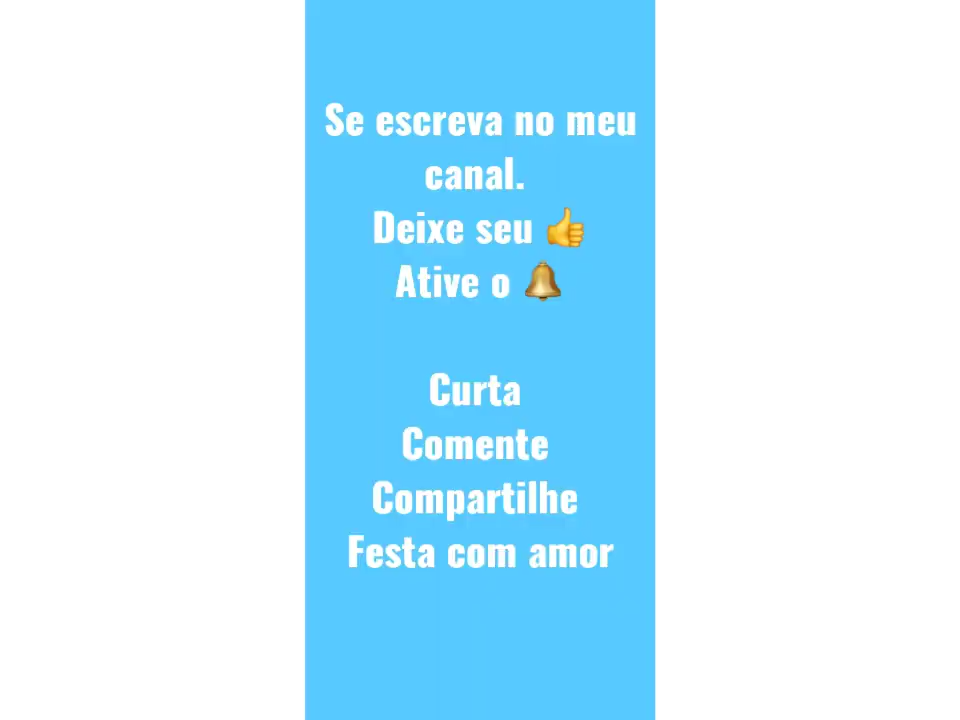 Se escreva no meu
canal.
Deixe seu 👍
Ative o 🔔
Curta
Comente
Compartilhe
Festa com amor